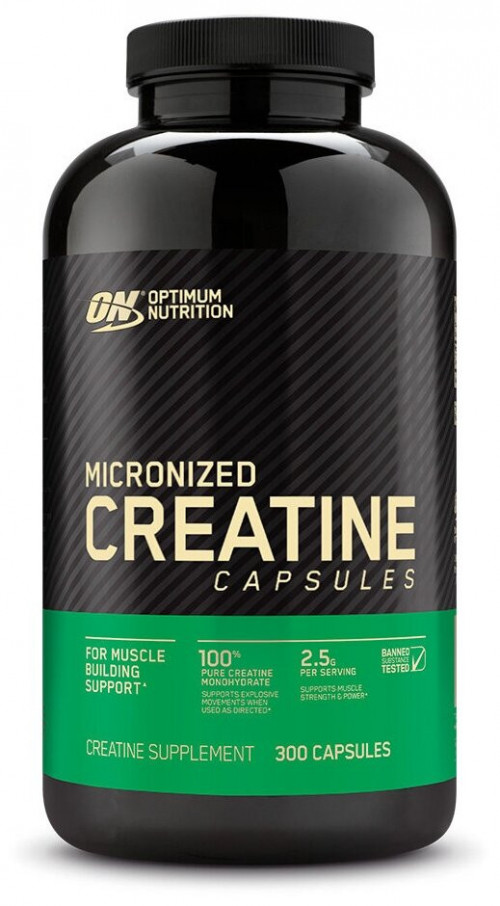 ON® OPTIMUM
NUTRITION
MICRONIZED
CREATINE
CAPSULES
FOR MUSCLE
BUILDING
SUPPORT*
100%
PURE CREATINE
MONOHYDRATE
SUPPORTS EXPLOSIVE
MOVEMENTS WHEN
USED AS DIRECTED*
2.5G
PER SERVING
SUPPORTS MUSCLE
STRENGTH & POWER*
BANNED
SUBSTANCE
TESTED
CREATINE SUPPLEMENT 300 CAPSULES